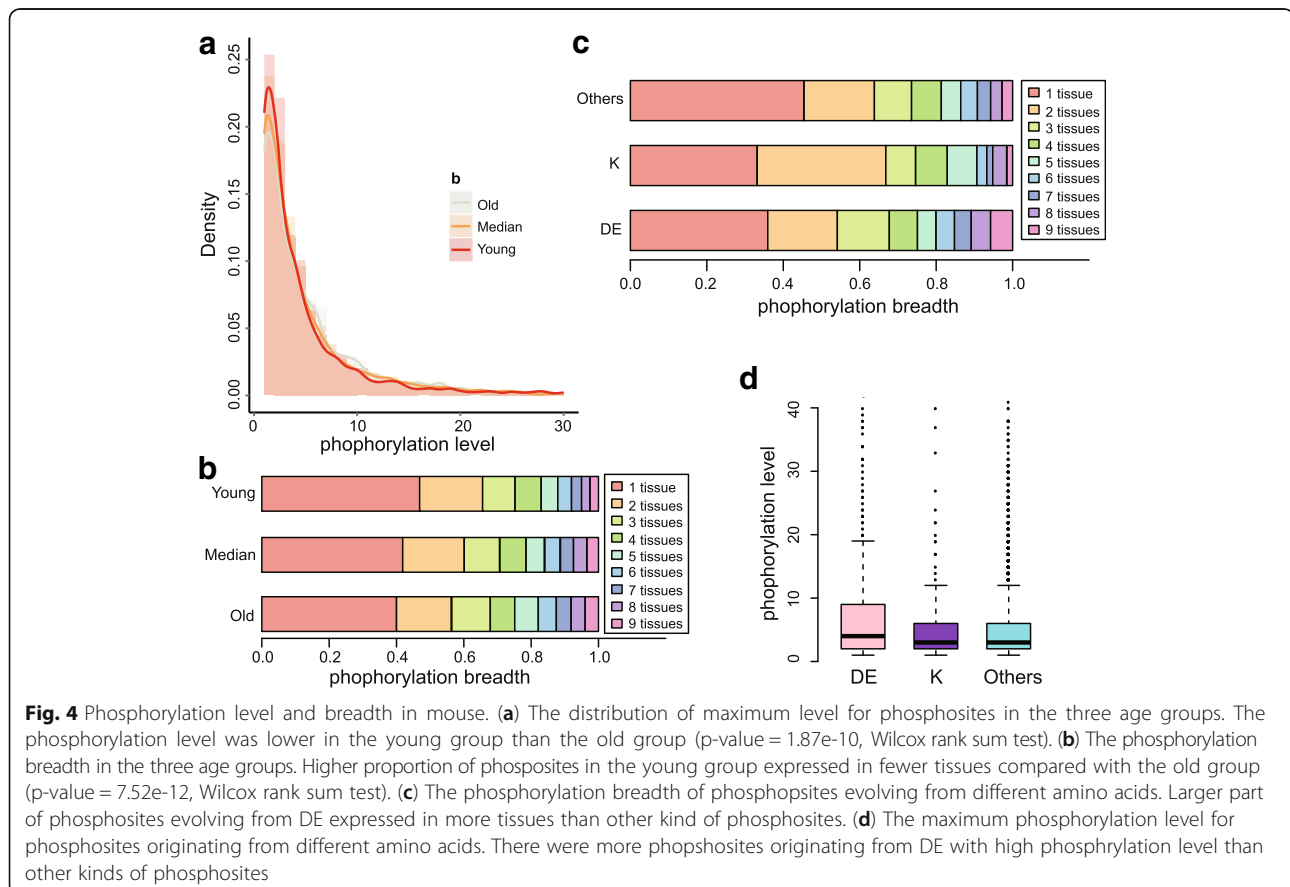 a
0.25
0.20
0.15
0.10
0.05
0.00
Density
b
Old
Median
Young
0
10
20
30
phophorylation level
c
Others
K
DE
1 tissue
2 tissues
3 tissues
4 tissues
5 tissues
6 tissues
7 tissues
8 tissues
9 tissues
0.0 0.2 0.4 0.6 0.8 1.0
phophorylation breadth
b
Young
Median
Old
1 tissue
2 tissues
3 tissues
4 tissues
5 tissues
6 tissues
7 tissues
8 tissues
9 tissues
0.0 0.2 0.4 0.6 0.8 1.0
phophorylation breadth
d
40
30
20
10
0
phophorylation level
DE K Others
Fig. 4 Phosphorylation level and breadth in mouse. (a) The distribution of maximum level for phosphosites in the three age groups. The
phosphorylation level was lower in the young group than the old group (p-value = 1.87e-10, Wilcox rank sum test). (b) The phosphorylation
breadth in the three age groups. Higher proportion of phosposites in the young group expressed in fewer tissues compared with the old group
(p-value = 7.52e-12, Wilcox rank sum test). (c) The phosphorylation breadth of phosphopsites evolving from different amino acids. Larger part
of phosphosites evolving from DE expressed in more tissues than other kind of phosphosites. (d) The maximum phosphorylation level for
phosphosites originating from different amino acids. There were more phopshosites originating from DE with high phosphrylation level than
other kinds of phosphosites